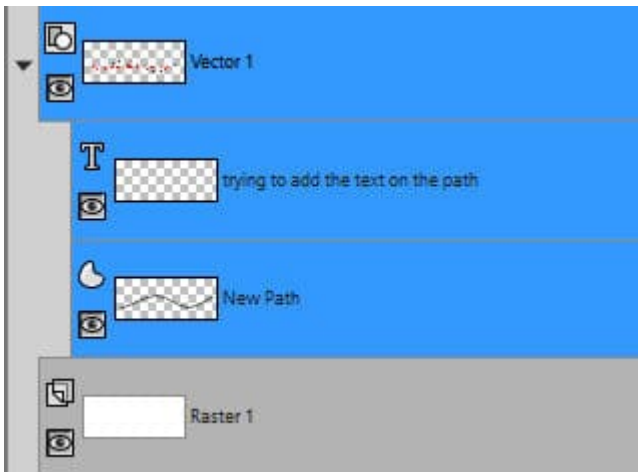 Vector 1
trying to add the text on the path
New Path
Raster 1